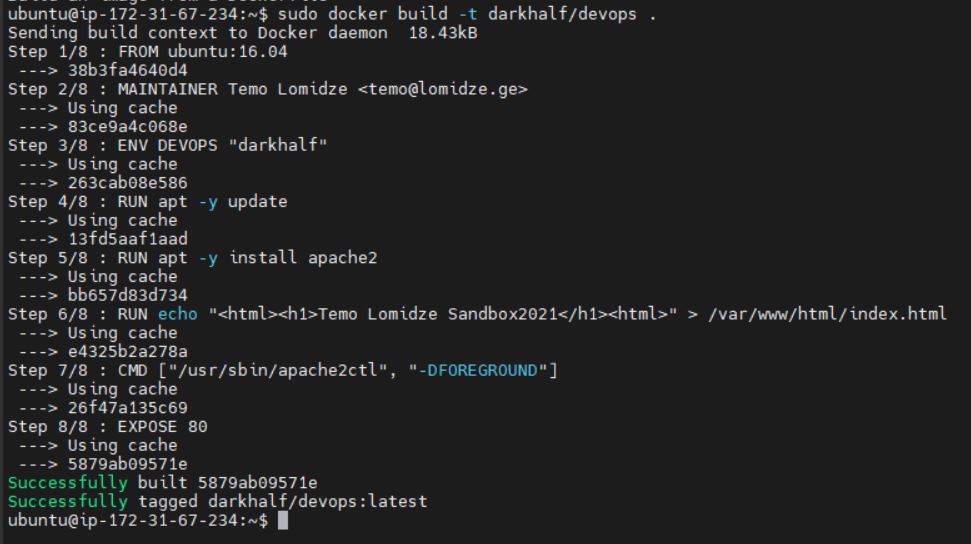 ubuntu@ip-172-31-67-234:~$ sudo docker build -t darkhalf/devops .
Sending build context to Docker daemon  18.43kB
Step 1/8 : FROM ubuntu:16.04
 ---> 38b3fa4640d4
Step 2/8 : MAINTAINER Temo Lomidze <temo@lomidze.ge>
 ---> Using cache
 ---> 83ce9a4c068e
Step 3/8 : ENV DEVOPS "darkhalf"
 ---> Using cache
 ---> 263cab08e586
Step 4/8 : RUN apt -y update
 ---> Using cache
 ---> 13fd5aaf1aad
Step 5/8 : RUN apt -y install apache2
 ---> Using cache
 ---> bb657d83d734
Step 6/8 : RUN echo "<html><h1>Temo Lomidze Sandbox2021</h1><html>" > /var/www/html/index.html
 ---> Using cache
 ---> e4325b2a278a
Step 7/8 : CMD ["/usr/sbin/apache2ctl", "-DFOREGROUND"]
 ---> Using cache
 ---> 26f47a135c69
Step 8/8 : EXPOSE 80
 ---> Using cache
 ---> 5879ab09571e
Successfully built 5879ab09571e
Successfully tagged darkhalf/devops:latest
ubuntu@ip-172-31-67-234:~$